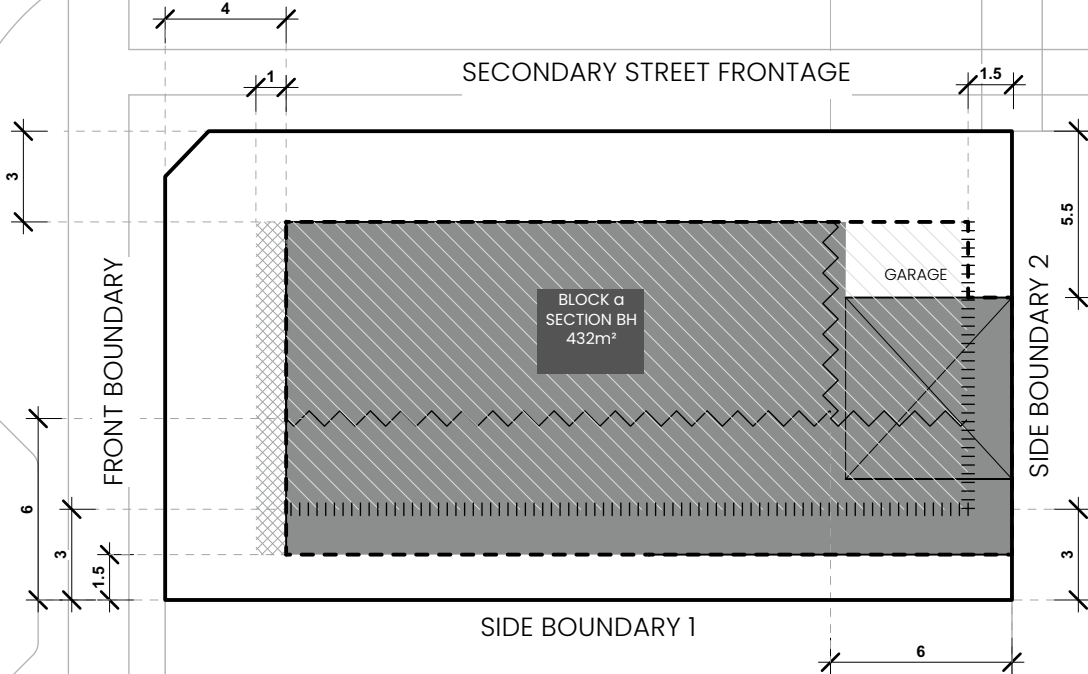 4
SECONDARY STREET FRONTAGE
1
1.5
3
5.5
GARAGE
BLOCK a
SECTION BH
432m²
FRONT BOUNDARY
SIDE BOUNDARY 2
6
3
1.5
3
SIDE BOUNDARY 1
6